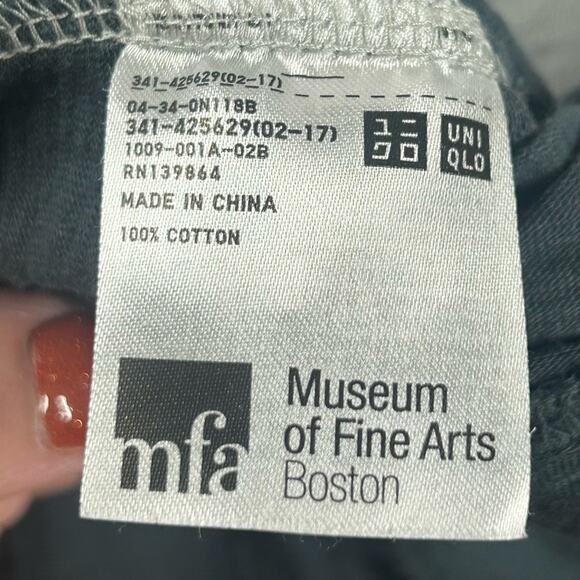 341-425629(02-17)
04-34-0N118B
341-425629(02-17)
1009-001A-02B
RN139864
MADE IN CHINA
100% COTTON
ユニ
クロ
UNI
QLO
mfa
Museum
of Fine Arts
Boston